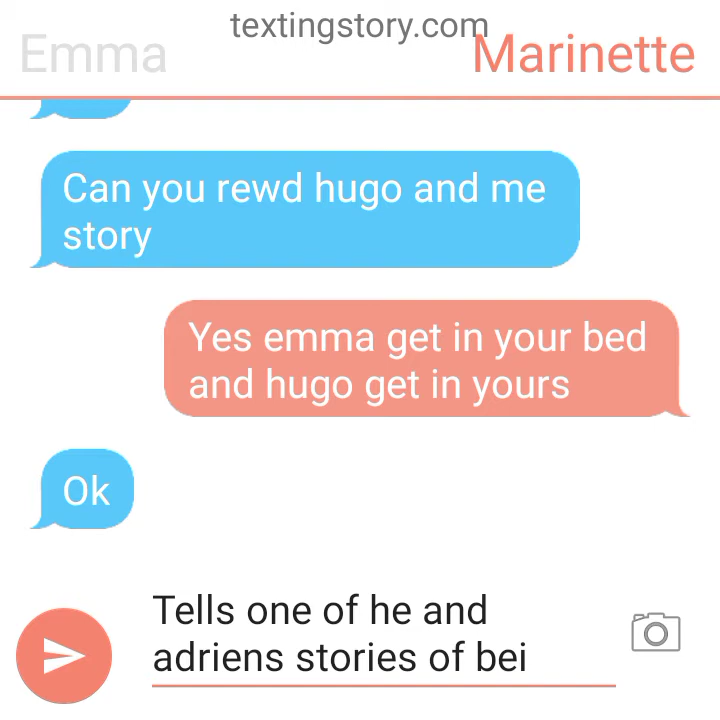 textingstory.com
Emma
Marinette
Can you rewd hugo and me
story
Yes emma get in your bed
and hugo get in yours
Ok
Tells one of he and
adriens stories of bei